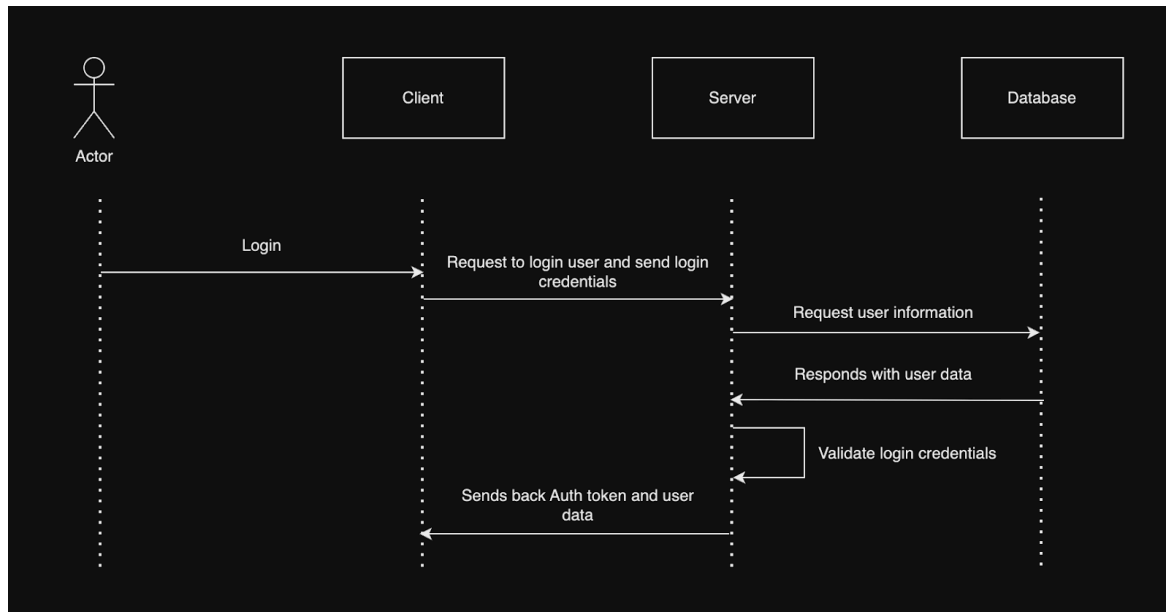 Client
Server
Database
Actor
Login
Request to login user and send login
credentials
Request user information
Responds with user data
Validate login credentials
Sends back Auth token and user
data